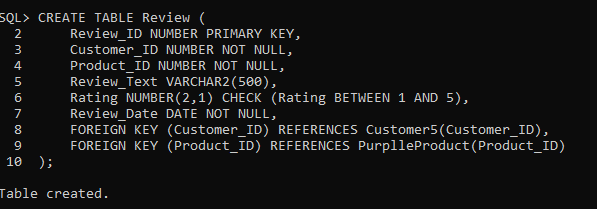 SQL> CREATE TABLE Review (
  2      Review_ID NUMBER PRIMARY KEY,
  3      Customer_ID NUMBER NOT NULL,
  4      Product_ID NUMBER NOT NULL,
  5      Review_Text VARCHAR2(500),
  6      Rating NUMBER(2,1) CHECK (Rating BETWEEN 1 AND 5),
  7      Review_Date DATE NOT NULL,
  8      FOREIGN KEY (Customer_ID) REFERENCES Customer5(Customer_ID),
  9      FOREIGN KEY (Product_ID) REFERENCES PurplleProduct(Product_ID)
 10  );
Table created.